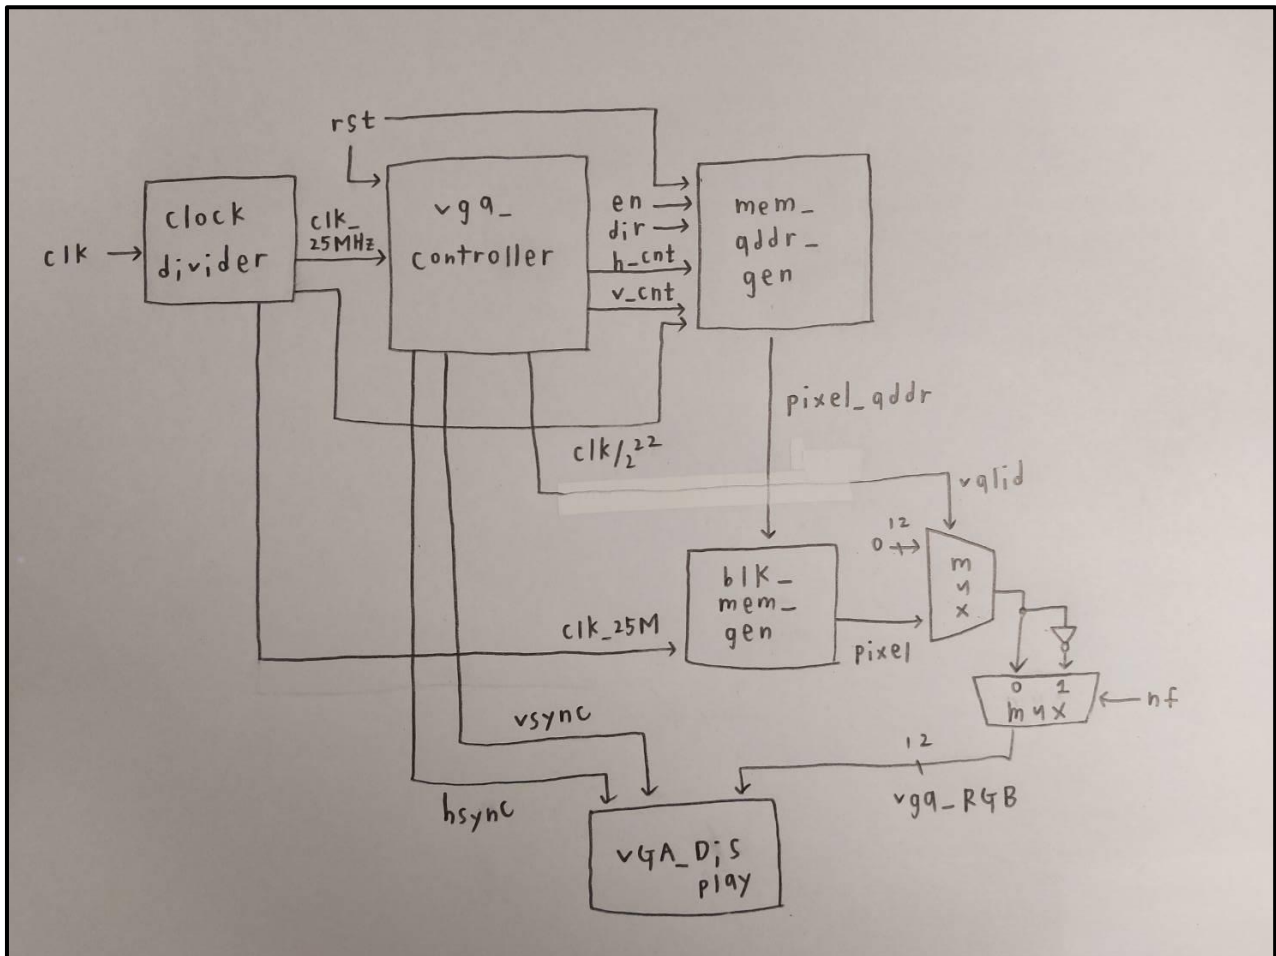 rst
clock
divider
clk
clk_
25MHz
vga_
controller
en
dir
h_cnt
v_cnt
mem_
addr_
gen
pixel_addr
clk/2^22
valid
12
0
mux
blk_
mem_
gen
clk_25M
pixel
0 1
mux
nf
vsync
hsync
12
vga_RGB
VGA_Dis
play